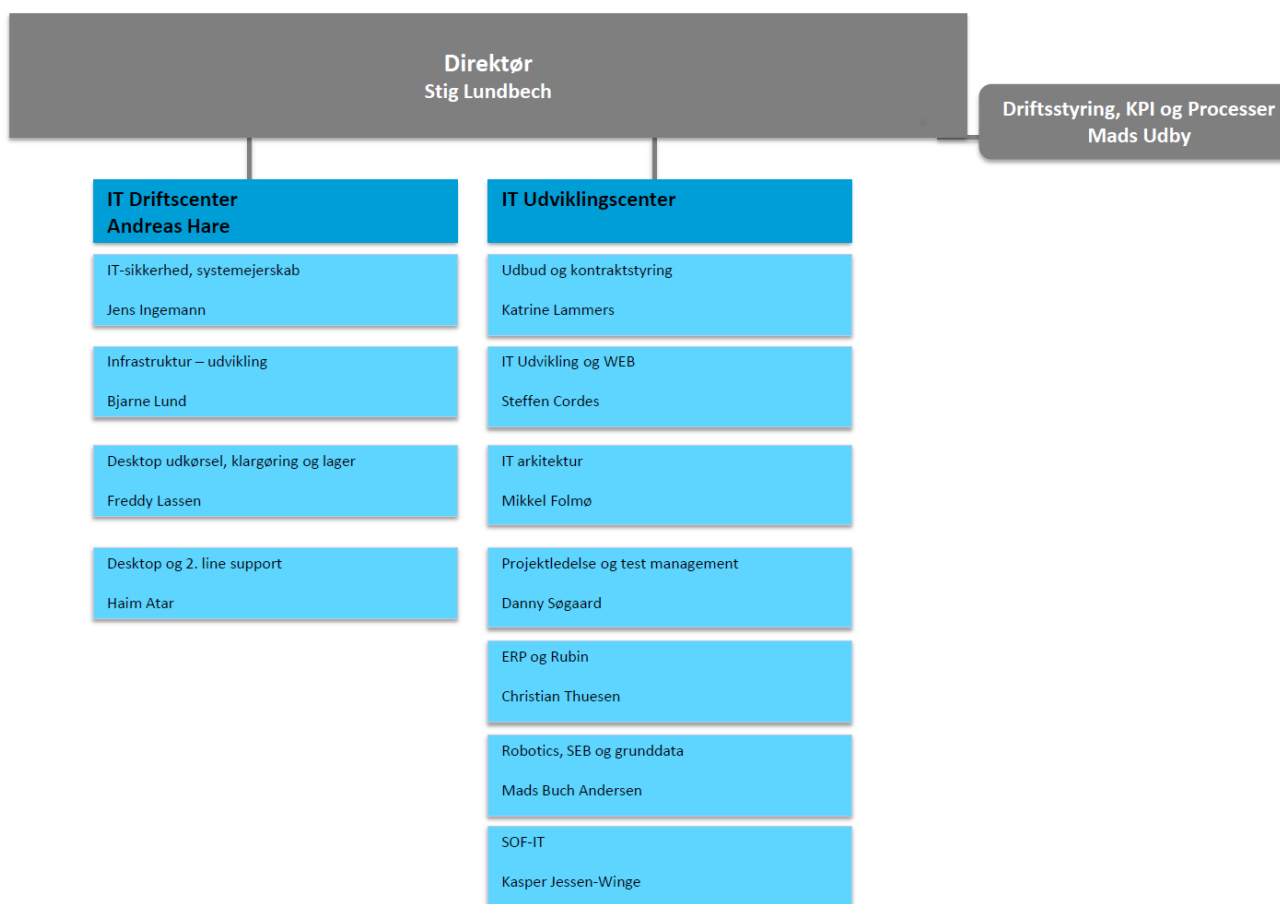 Direktør
Stig Lundbech
Driftsstyring, KPI og Processer
Mads Udby
IT Driftscenter
Andreas Hare
IT-sikkerhed, systemejerskab
Jens Ingemann
Infrastruktur – udvikling
Bjarne Lund
Desktop udkørsel, klargøring og lager
Freddy Lassen
Desktop og 2. line support
Haim Atar
IT Udviklingscenter
Udbud og kontraktstyring
Katrine Lammers
IT Udvikling og WEB
Steffen Cordes
IT arkitektur
Mikkel Folmø
Projektledelse og test management
Danny Søgaard
ERP og Rubin
Christian Thuesen
Robotics, SEB og grunddata
Mads Buch Andersen
SOF-IT
Kasper Jessen-Winge